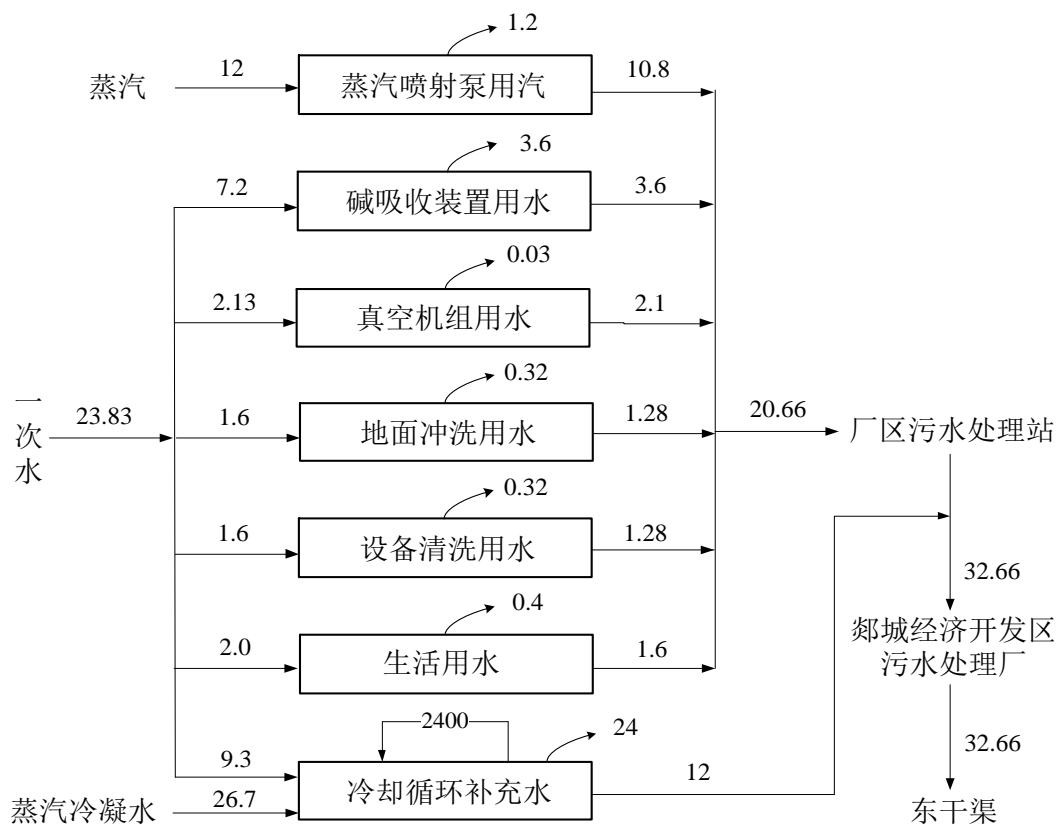 1.2
蒸汽
12
蒸汽喷射泵用汽
10.8
3.6
7.2
碱吸收装置用水
3.6
0.03
2.13
真空机组用水
2.1
0.32
一次水
23.83
1.6
地面冲洗用水
1.28
20.66
厂区污水处理站
0.32
1.6
设备清洗用水
1.28
32.66
0.4
2.0
生活用水
1.6
郯城经济开发区
污水处理厂
2400
24
32.66
9.3
冷却循环补充水
12
蒸汽冷凝水
26.7
东干渠